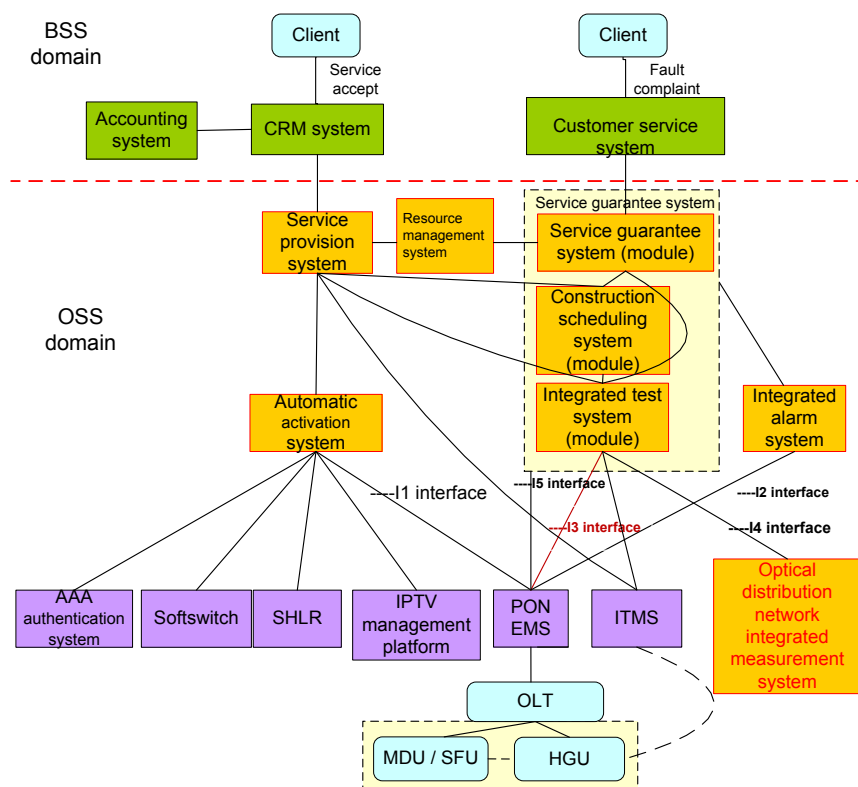 BSS
domain
Client
Client
Service
accept
Fault
complaint
Accounting
system
CRM system
Customer service
system
Service guarantee system
Service
provision
system
Resource
management
system
Service guarantee
system (module)
Construction
scheduling
system
(module)
OSS
domain
Automatic
activation
system
Integrated test
system
(module)
Integrated
alarm
system
----I1 interface
----I5 interface
----I2 interface
----I3 interface
----I4 interface
AAA
authentication
system
Softswitch
SHLR
IPTV
management
platform
PON
EMS
ITMS
Optical
distribution
network
integrated
measurement
system
OLT
MDU / SFU
HGU